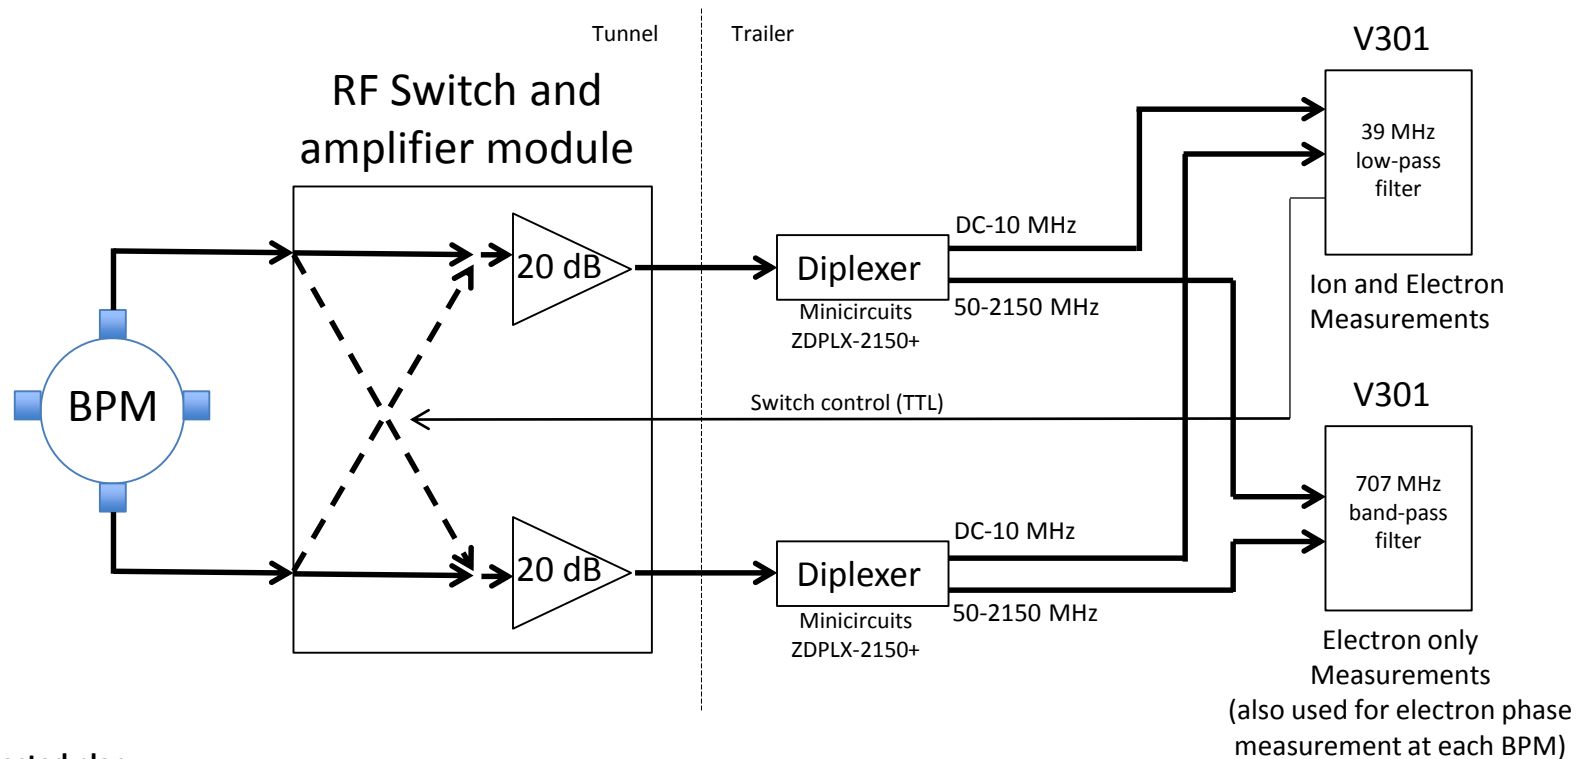 Tunnel
Trailer
V301
RF Switch and
amplifier module
39 MHz
low-pass
filter
20 dB
DC-10 MHz
Diplexer
50-2150 MHz
Minicircuits
ZDPLX-2150+
Ion and Electron
Measurements
BPM
Switch control (TTL)
V301
707 MHz
band-pass
filter
20 dB
DC-10 MHz
Diplexer
50-2150 MHz
Minicircuits
ZDPLX-2150+
Electron only
Measurements
(also used for electron phase
measurement at each BPM)